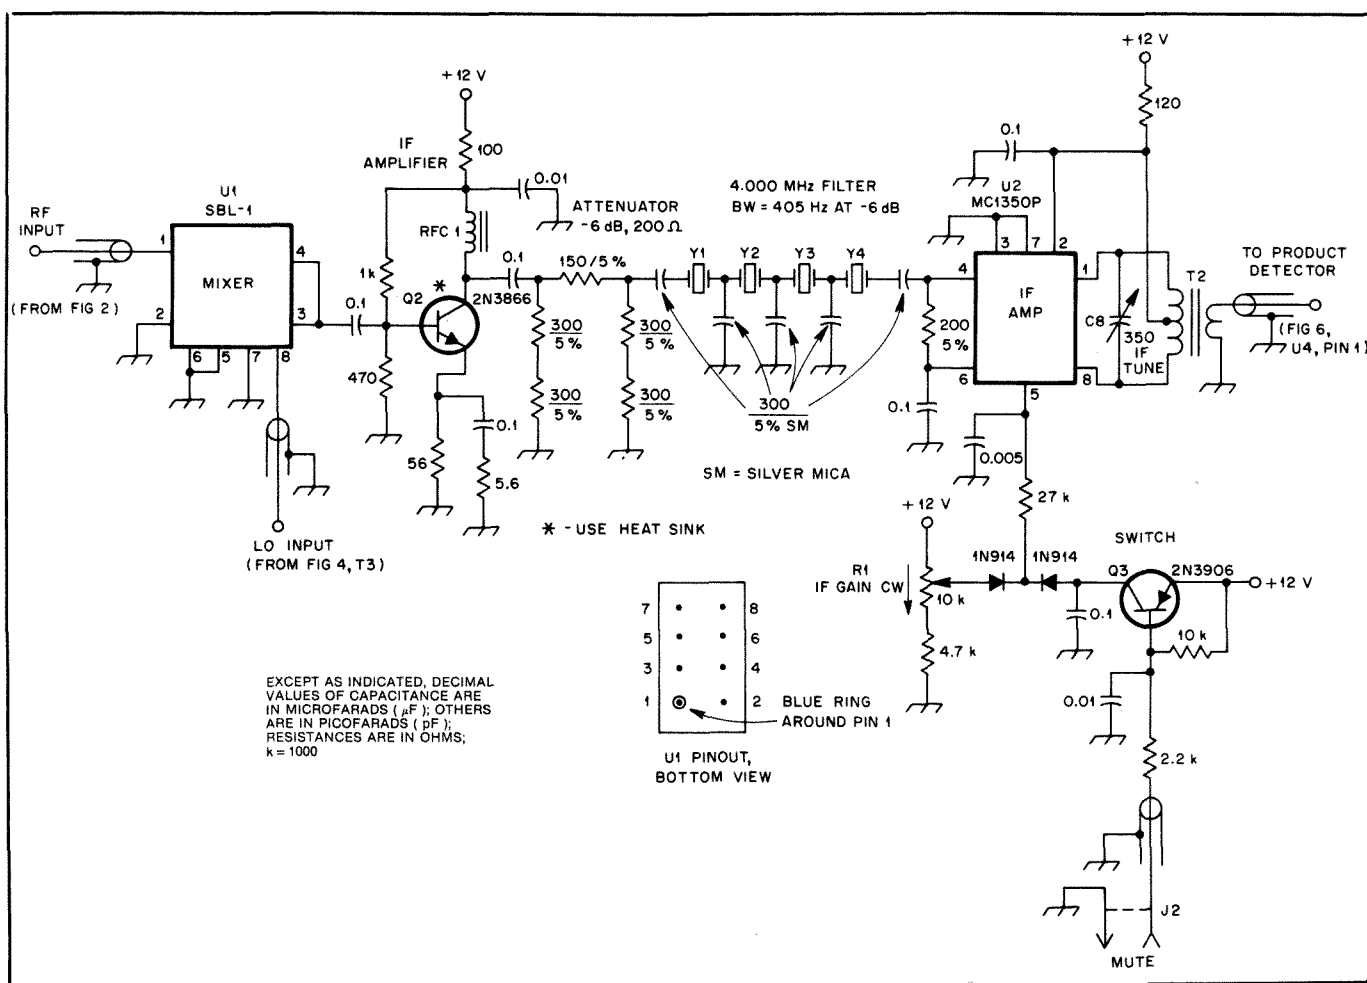 +12 V
100
IF
AMPLIFIER
0.01
U1
SBL-1
RF
INPUT
1
4
MIXER
(FROM FIG 2)
2
3
6
5
7
8
RFC 1
1k
0.1
*
Q2
2N3866
470
56
0.1
5.6
LO INPUT
(FROM FIG 4, T3)
ATTENUATOR
-6 dB, 200 Ω
0.1
150/5%
300
5%
300
5%
300
5%
300
5%
4.000 MHz FILTER
BW = 405 Hz AT -6 dB
Y1
Y2
Y3
Y4
300
5% SM
SM = SILVER MICA
* - USE HEAT SINK
+12 V
120
0.1
U2
MC1350P
3
7
2
4
1
IF
AMP
6
8
5
200
5%
0.1
C8
350
IF
TUNE
T2
TO PRODUCT
DETECTOR
(FIG 6,
U4, PIN 1)
0.005
27 k
+12 V
R1
IF GAIN CW
10 k
4.7 k
1N914
1N914
SWITCH
Q3
2N3906
+12 V
0.1
10 k
0.01
2.2 k
J2
MUTE
7
8
5
6
3
4
1
2
BLUE RING
AROUND PIN 1
U1 PINOUT,
BOTTOM VIEW
EXCEPT AS INDICATED, DECIMAL
VALUES OF CAPACITANCE ARE
IN MICROFARADS ( μF ); OTHERS
ARE IN PICOFARADS ( pF );
RESISTANCES ARE IN OHMS;
k = 1000